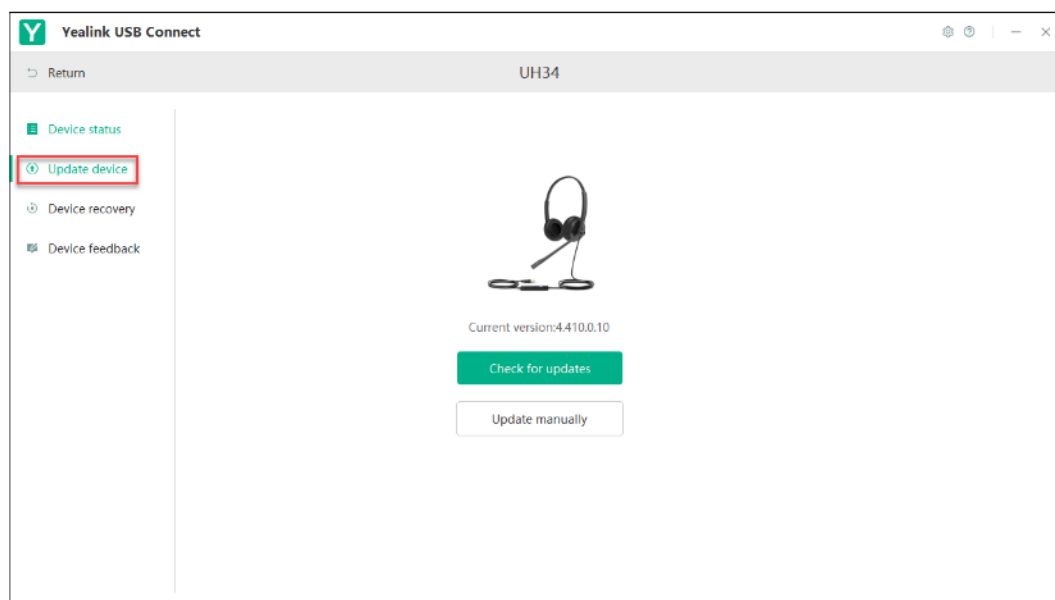 Y Yealink USB Connect
Return
UH34
Device status
Update device
Device recovery
Device feedback
Current version:4.410.0.10
Check for updates
Update manually